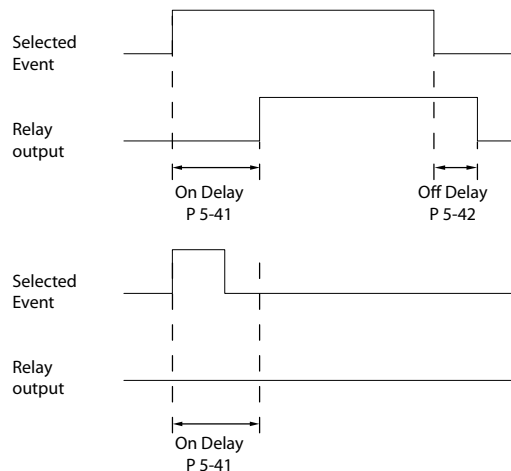 Selected
Event
Relay
output
On Delay
P 5-41
Off Delay
P 5-42
Selected
Event
Relay
output
On Delay
P 5-41